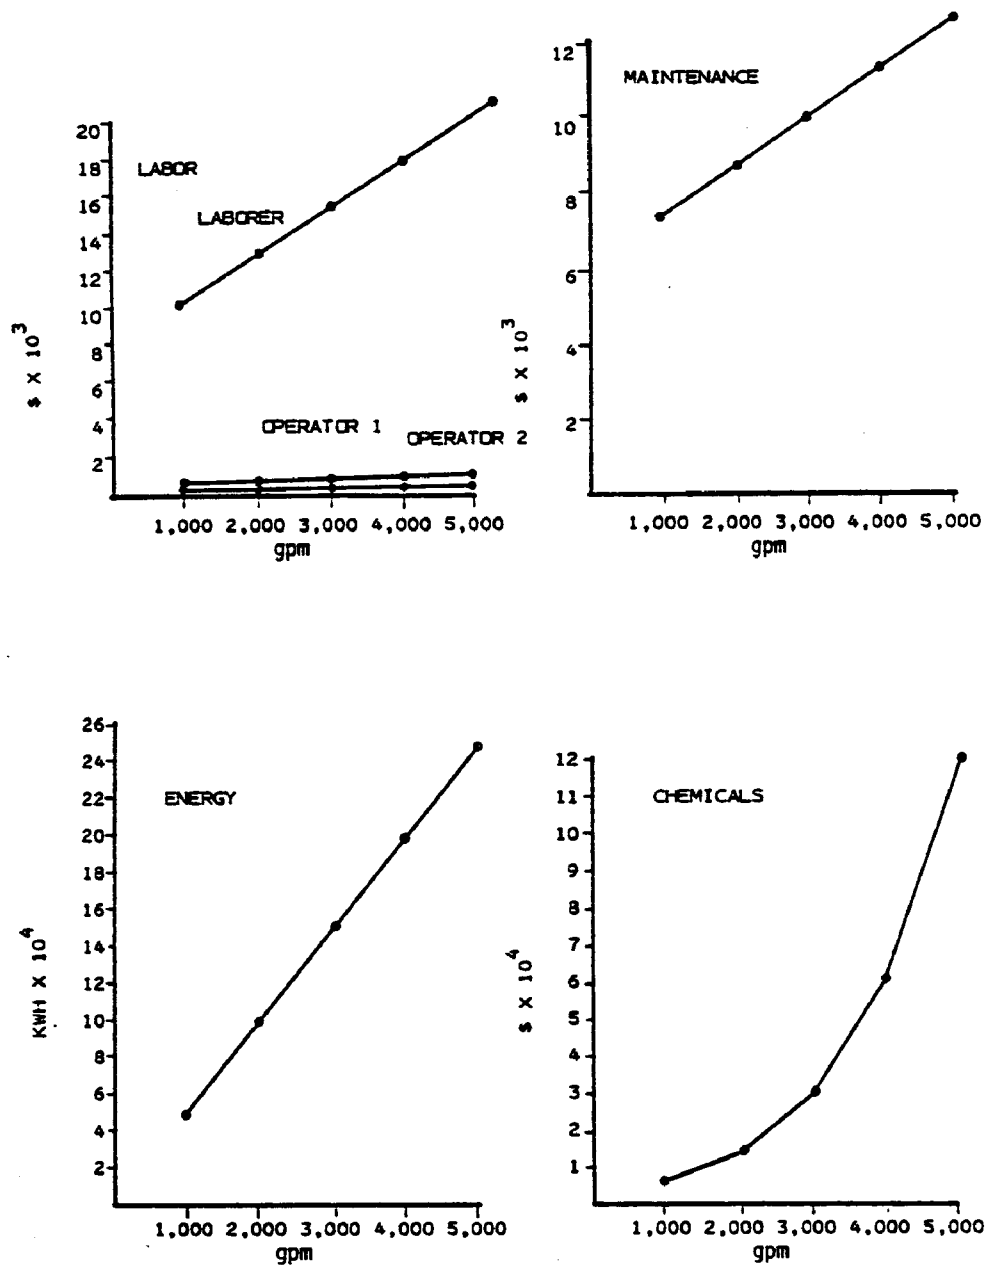 LABOR
LABORER
OPERATOR 1
OPERATOR 2
$ X 10³
20
18
16
14
12
10
8
6
4
2
1,000 2,000 3,000 4,000 5,000
gpm
MAINTENANCE
$ X 10³
12
10
8
6
4
2
1,000 2,000 3,000 4,000 5,000
gpm
ENERGY
KWH X 10⁴
26
24
22
20
18
16
14
12
10
8
6
4
2
1,000 2,000 3,000 4,000 5,000
gpm
CHEMICALS
$ X 10⁴
12
11
10
9
8
7
6
5
4
3
2
1
1,000 2,000 3,000 4,000 5,000
gpm